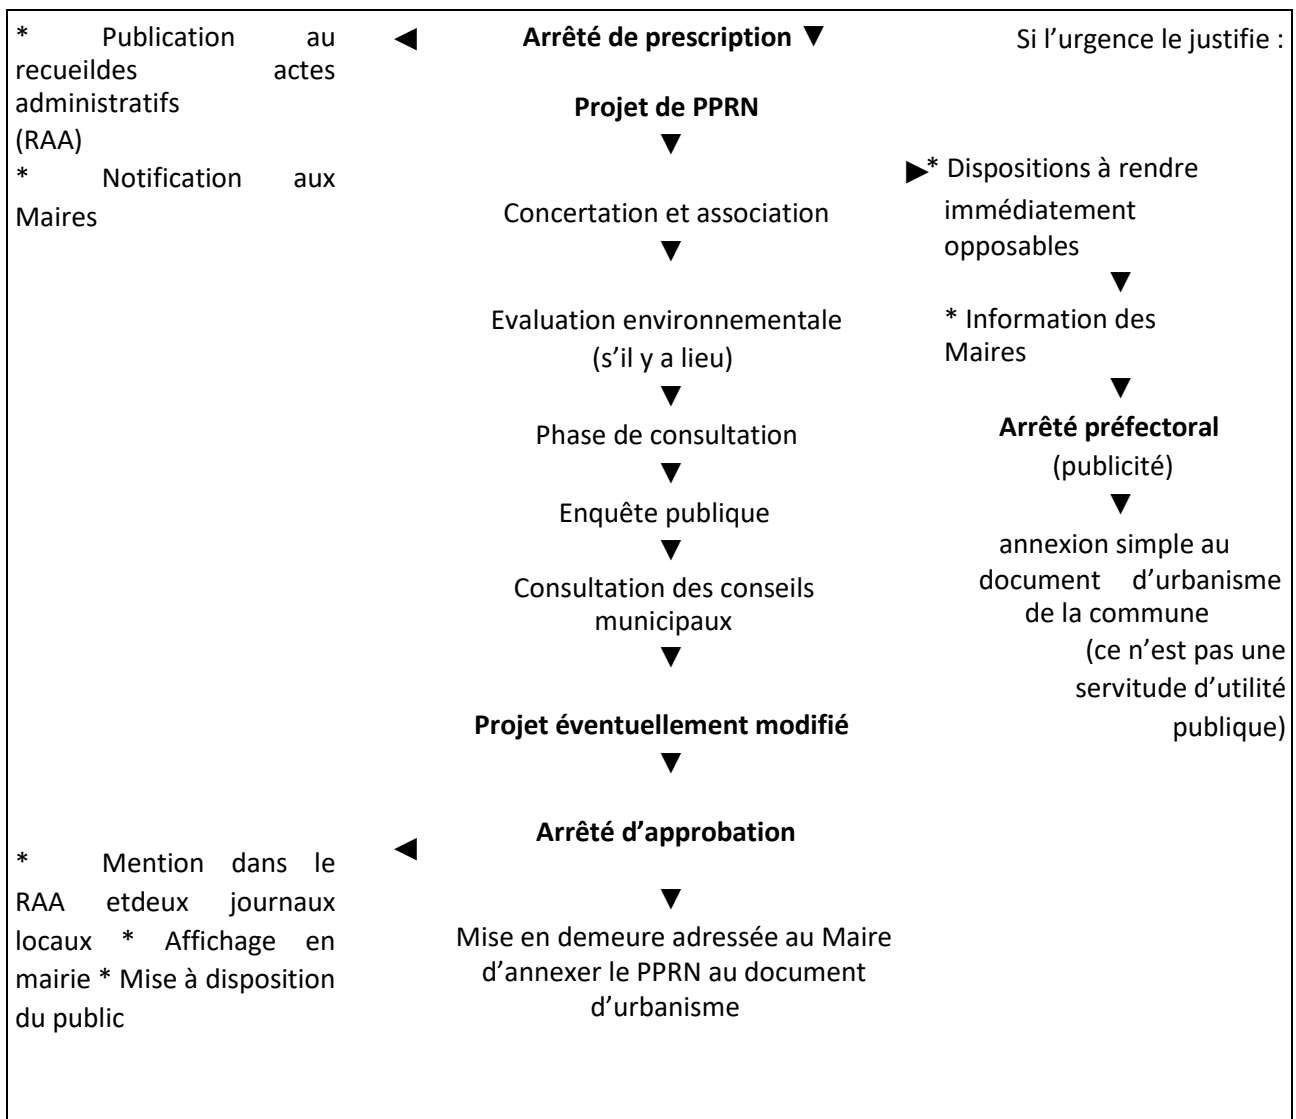 * Publication au
recueildes actes
administratifs
(RAA)
* Notification aux
Maires
◄ Arrêté de prescription ▼
Projet de PPRN
▼
Concertation et association
▼
Evaluation environnementale
(s’il y a lieu)
▼
Phase de consultation
▼
Enquête publique
▼
Consultation des conseils
municipaux
▼
Projet éventuellement modifié
▼
◄ Arrêté d’approbation
▼
Mise en demeure adressée au Maire
d’annexer le PPRN au document
d’urbanisme
* Mention dans le
RAA etdeux journaux
locaux * Affichage en
mairie * Mise à disposition
du public
Si l’urgence le justifie :
►* Dispositions à rendre
immédiatement
opposables
▼
* Information des
Maires
▼
Arrêté préfectoral
(publicité)
▼
annexion simple au
document d’urbanisme
de la commune
(ce n’est pas une
servitude d’utilité
publique)